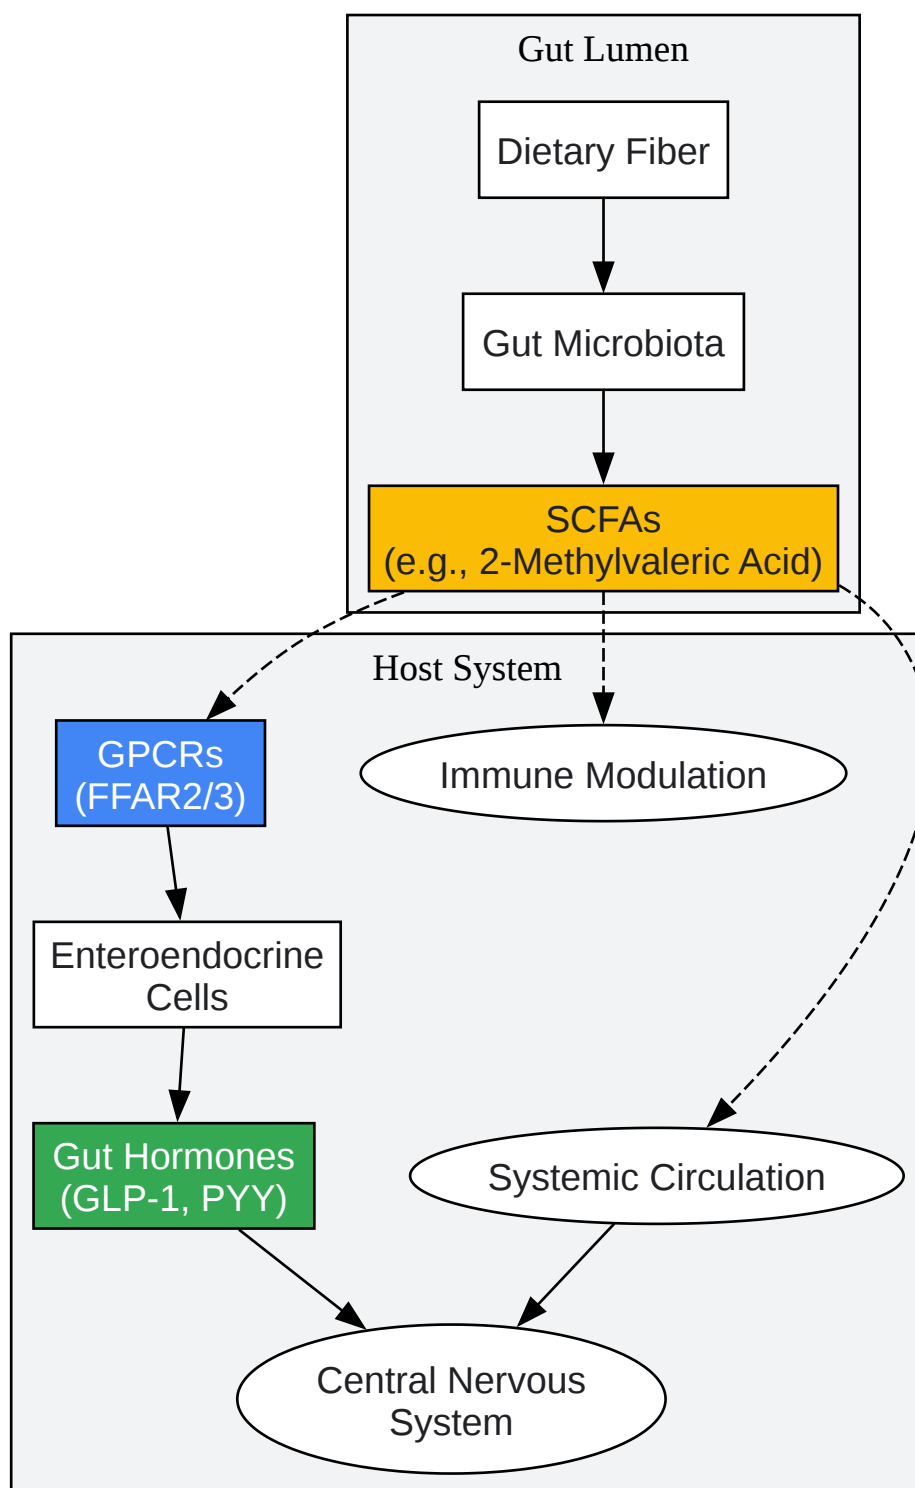 Gut Lumen
Dietary Fiber
Gut Microbiota
SCFAs
(e.g., 2-Methylvaleric Acid)
Host System
GPCRs
(FFAR2/3)
Immune Modulation
Enteroendocrine
Cells
Gut Hormones
(GLP-1, PYY)
Systemic Circulation
Central Nervous
System